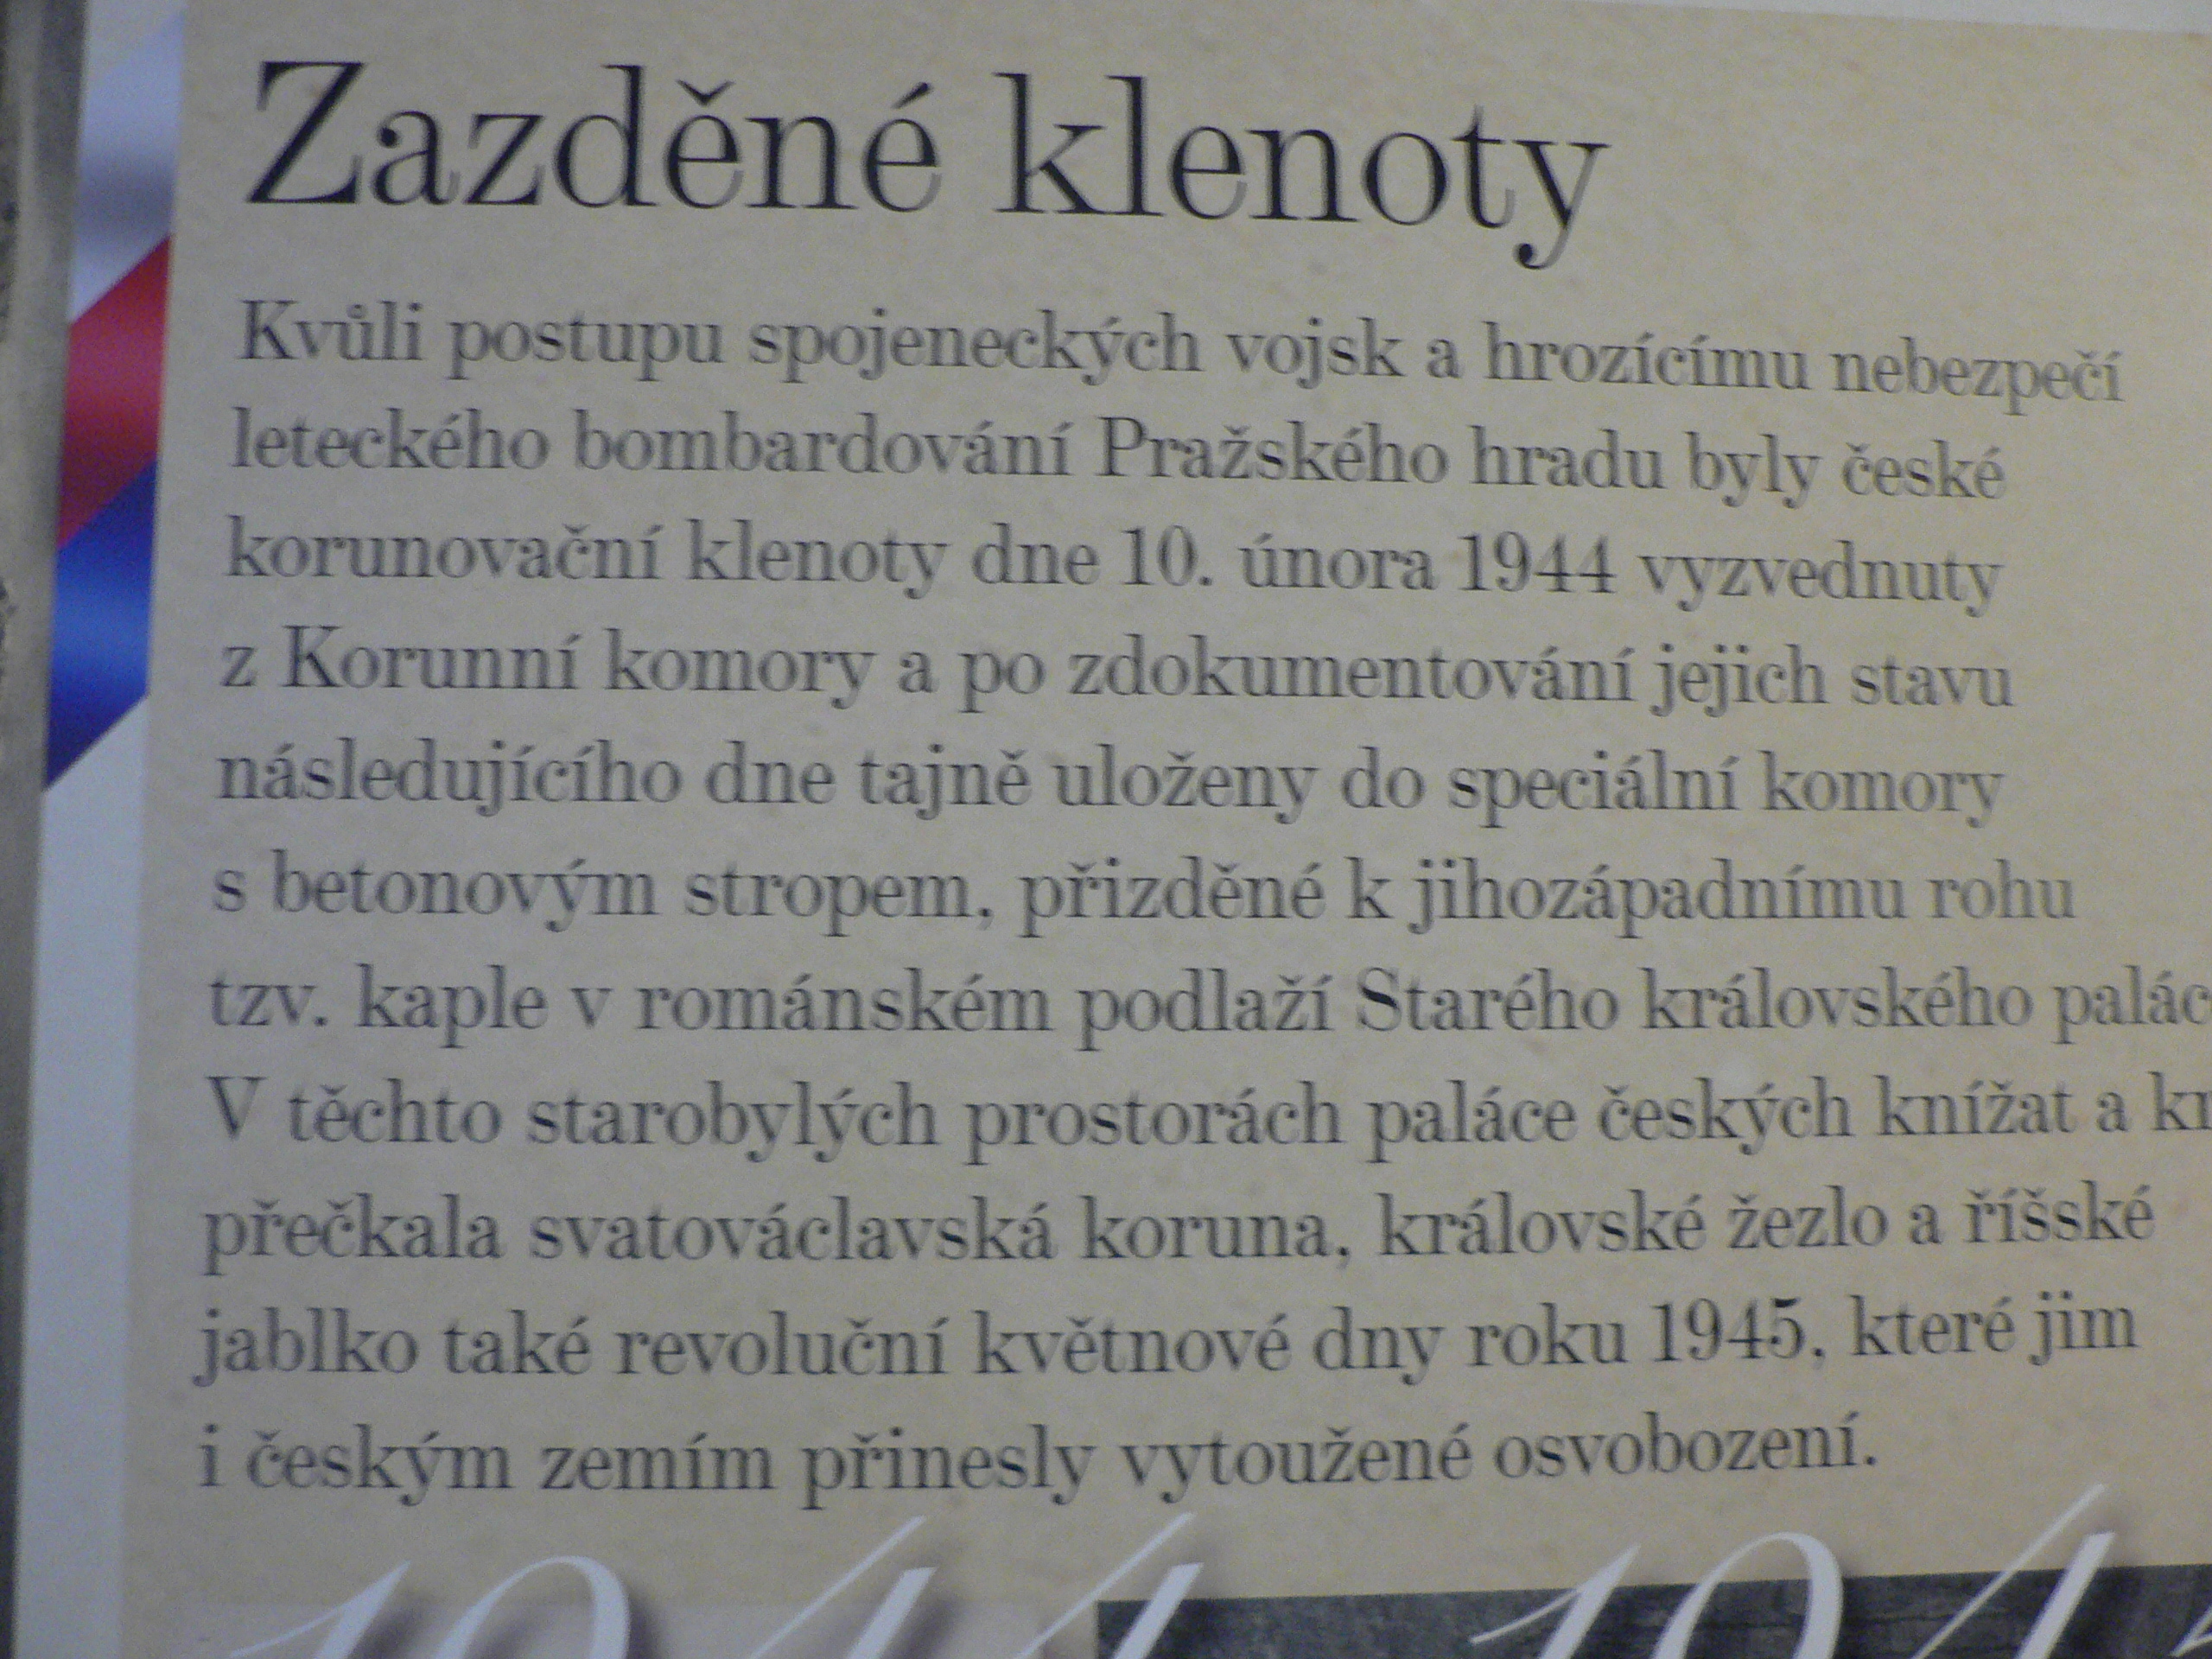 Zazděné klenoty
Kvůli postupu spojeneckých vojsk a hrozícímu nebezpečí
leteckého bombardování Pražského hradu byly české
korunovační klenoty dne 10. února 1944 vyzvednuty
z Korunní komory a po zdokumentování jejich stavu
následujícího dne tajně uloženy do speciální komory
s betonovým stropem, přizděné k jihozápadnímu rohu
tzv. kaple v románském podlaží Starého královského
V těchto starobylých prostorách paláce českých knížat a
přečkala svatováclavská koruna, královské žezlo a říšské
jablko také revoluční květnové dny roku 1945, které jim
i českým zemím přinesly vytoužené osvobození.
1944